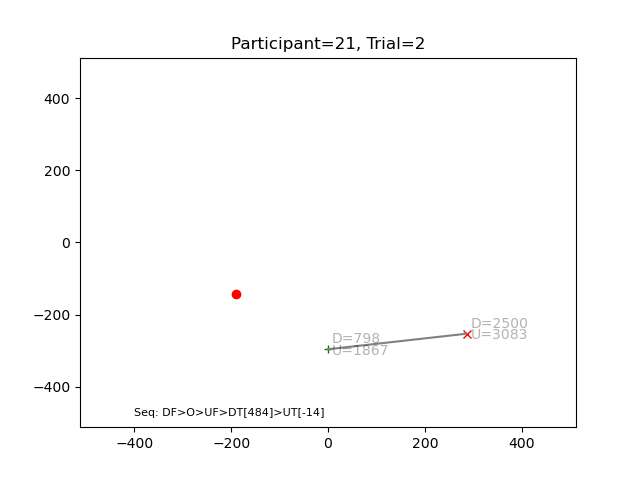 Participant=21, Trial=2
400
200
0
−200
−400
D=2500
U=3083
D=798
U=1867
Seq: DF>O>UF>DT[484]>UT[-14]
−400
−200
0
200
400